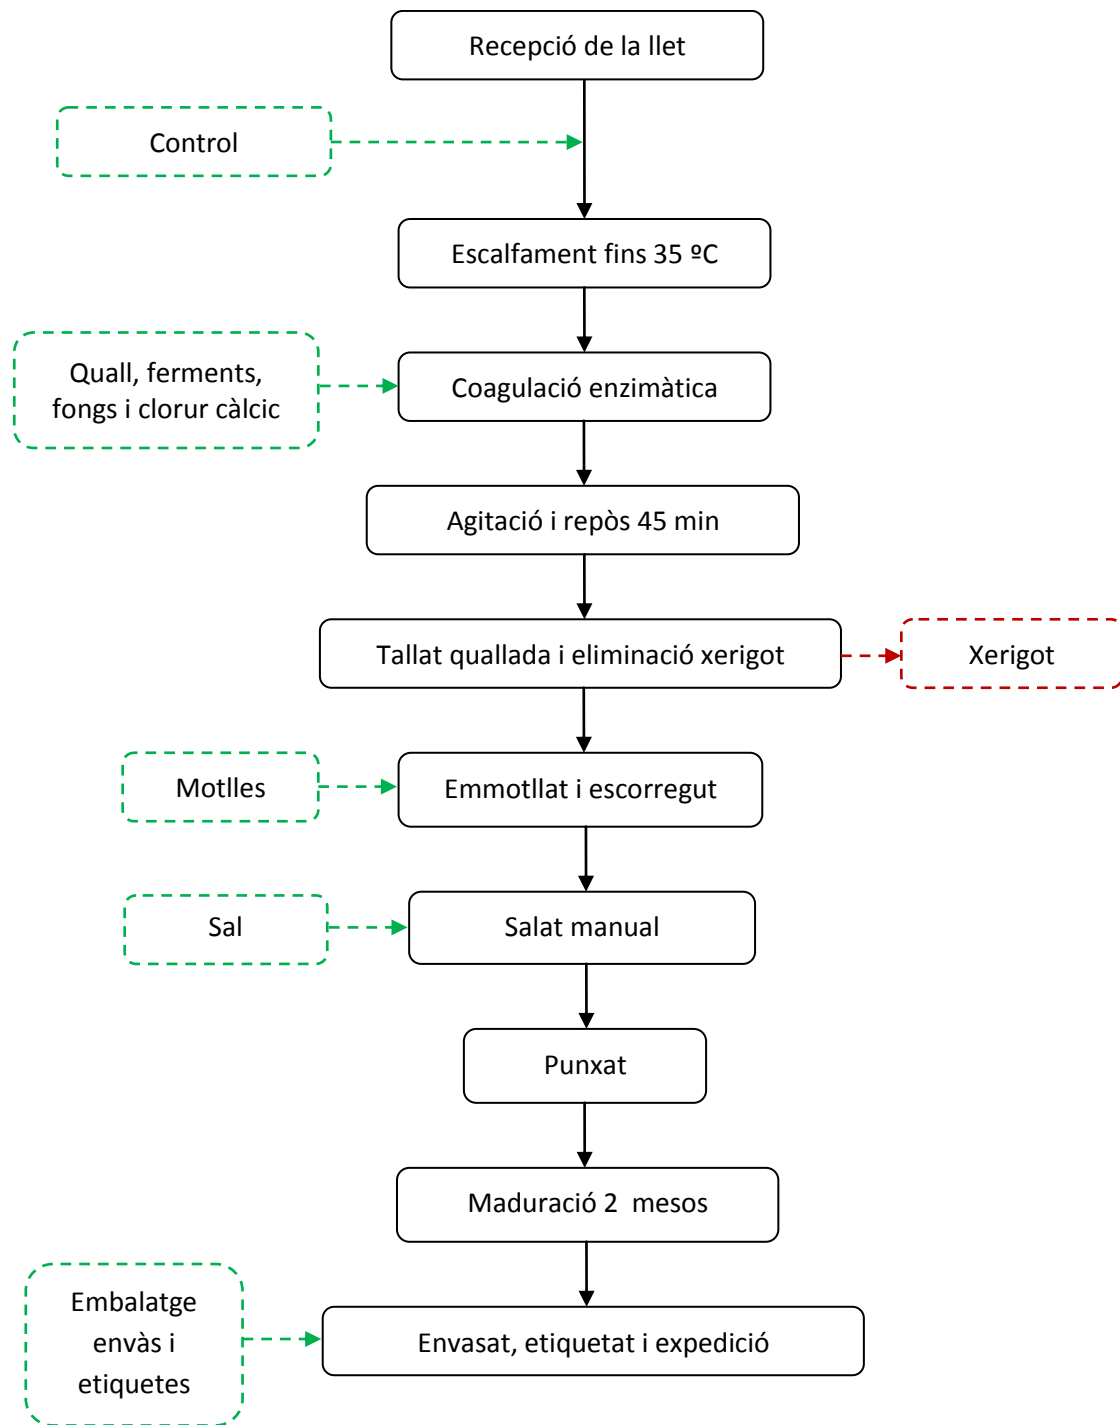 Recepció de la llet
Control
Escalfament fins 35 ºC
Quall, ferments,
fongs i clorur càlcic
Coagulació enzimàtica
Agitació i repòs 45 min
Tallat quallada i eliminació xerigot
Xerigot
Motlles
Emmotllat i escorregut
Sal
Salat manual
Punxat
Maduració 2 mesos
Embalatge
envàs i
etiquetes
Envasat, etiquetat i expedició